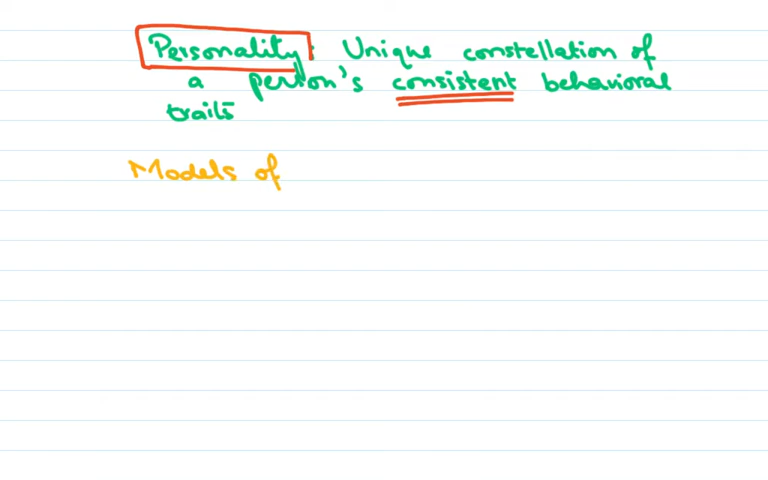 Personality: Unique constellation of
a person's consistent behavioral
traits
Models of